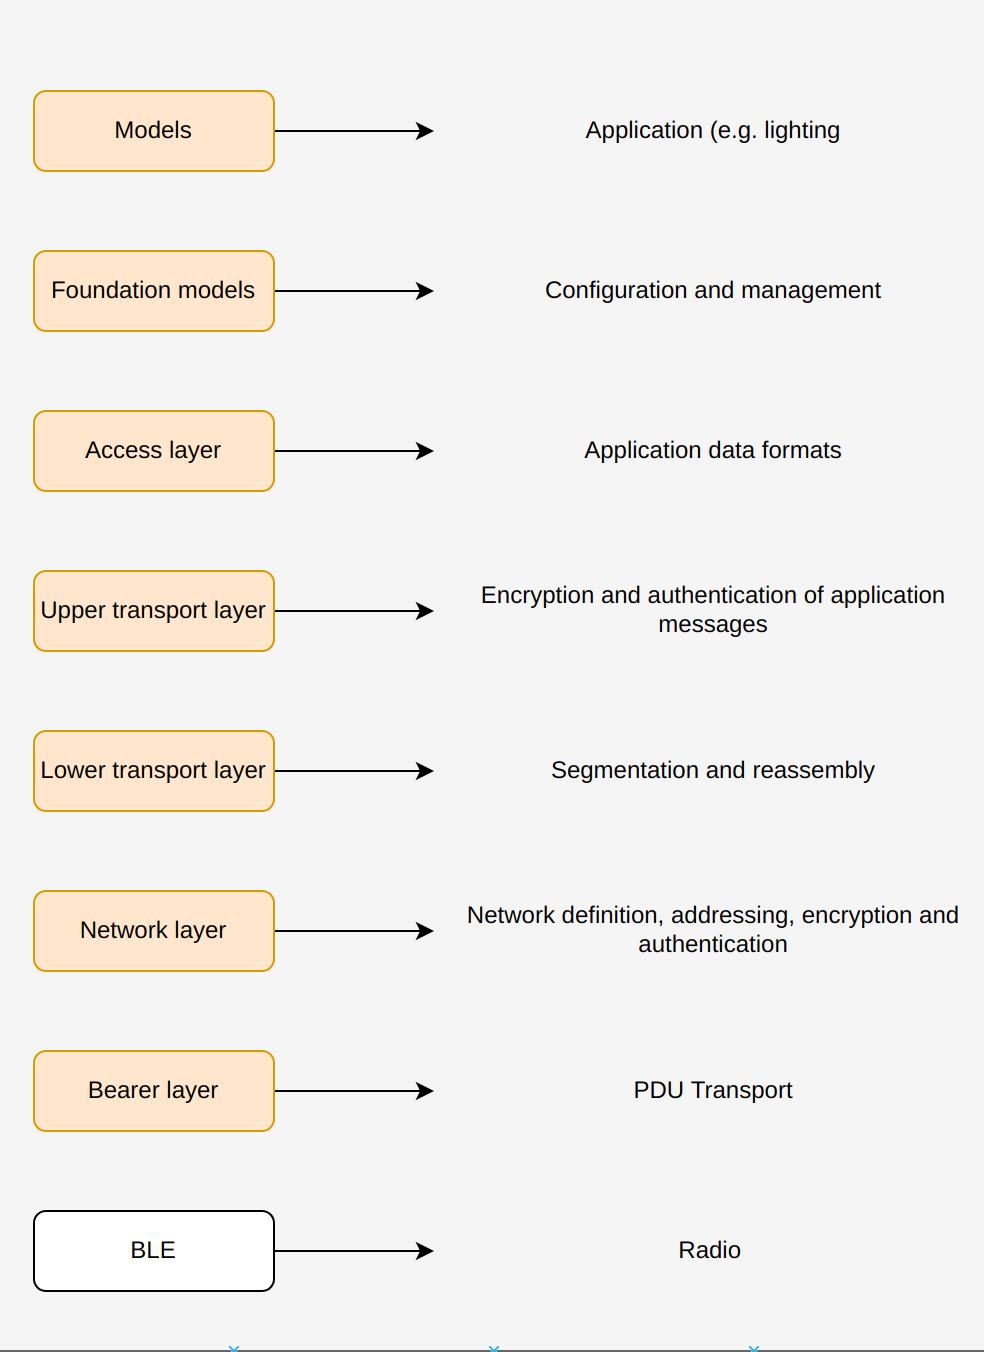 Models
Application (e.g. lighting
Foundation models
Configuration and management
Access layer
Application data formats
Upper transport layer
Encryption and authentication of application
messages
Lower transport layer
Segmentation and reassembly
Network layer
Network definition, addressing, encryption and
authentication
Bearer layer
PDU Transport
BLE
Radio